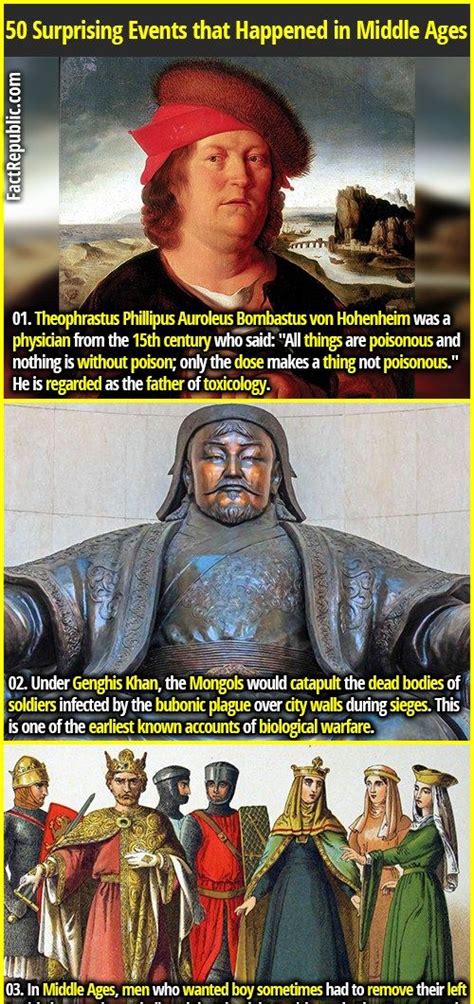 50 Surprising Events that Happened in Middle Ages
FactRepublic.com
01. Theophrastus Phillipus Auroleus Bombastus von Hohenheim was a
physician from the 15th century who said: "All things are poisonous and
nothing is without poison; only the dose makes a thing not poisonous."
He is regarded as the father of toxicology.
02. Under Genghis Khan, the Mongols would catapult the dead bodies of
soldiers infected by the bubonic plague over city walls during sieges. This
is one of the earliest known accounts of biological warfare.
03. In Middle Ages, men who wanted boy sometimes had to remove their left